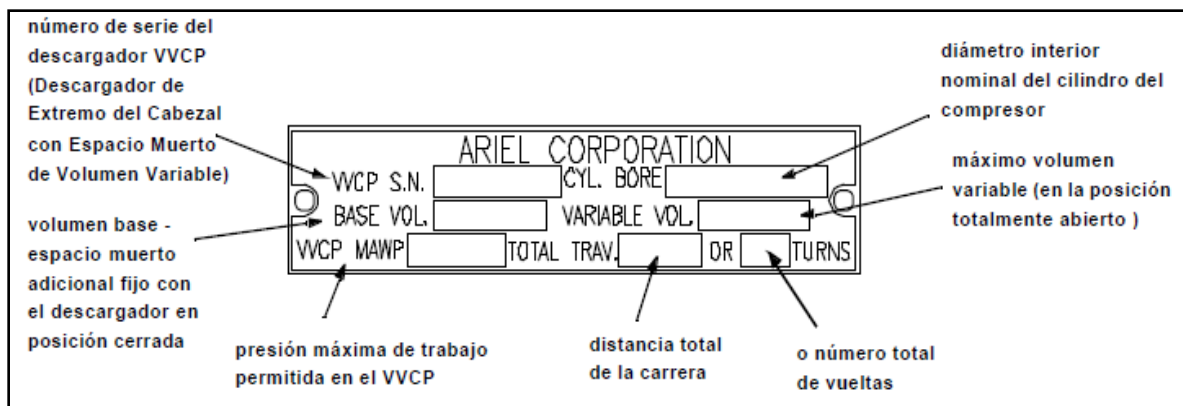 número de serie del
descargador VVCP
(Descargador de
Extremo del Cabezal
con Espacio Muerto
de Volumen Variable)
volumen base -
espacio muerto
adicional fijo con
el descargador en
posición cerrada
ARIEL CORPORATION
VVCP S.N. CYL. BORE
BASE VOL. VARIABLE VOL.
VVCP MAWP TOTAL TRAV. OR TURNS
diámetro interior
nominal del cilindro del
compresor
máximo volumen
variable (en la posición
totalmente abierto )
presión máxima de trabajo
permitida en el VVCP
distancia total
de la carrera
o número total
de vueltas